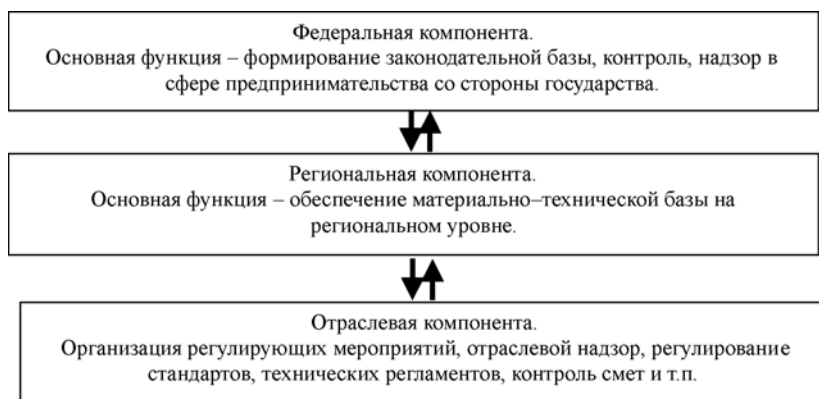 Федеральная компонента.
Основная функция – формирование законодательной базы, контроль, надзор в
сфере предпринимательства со стороны государства.
Региональная компонента.
Основная функция – обеспечение материально–технической базы на
региональном уровне.
Отраслевая компонента.
Организация регулирующих мероприятий, отраслевой надзор, регулирование
стандартов, технических регламентов, контроль смет и т.п.